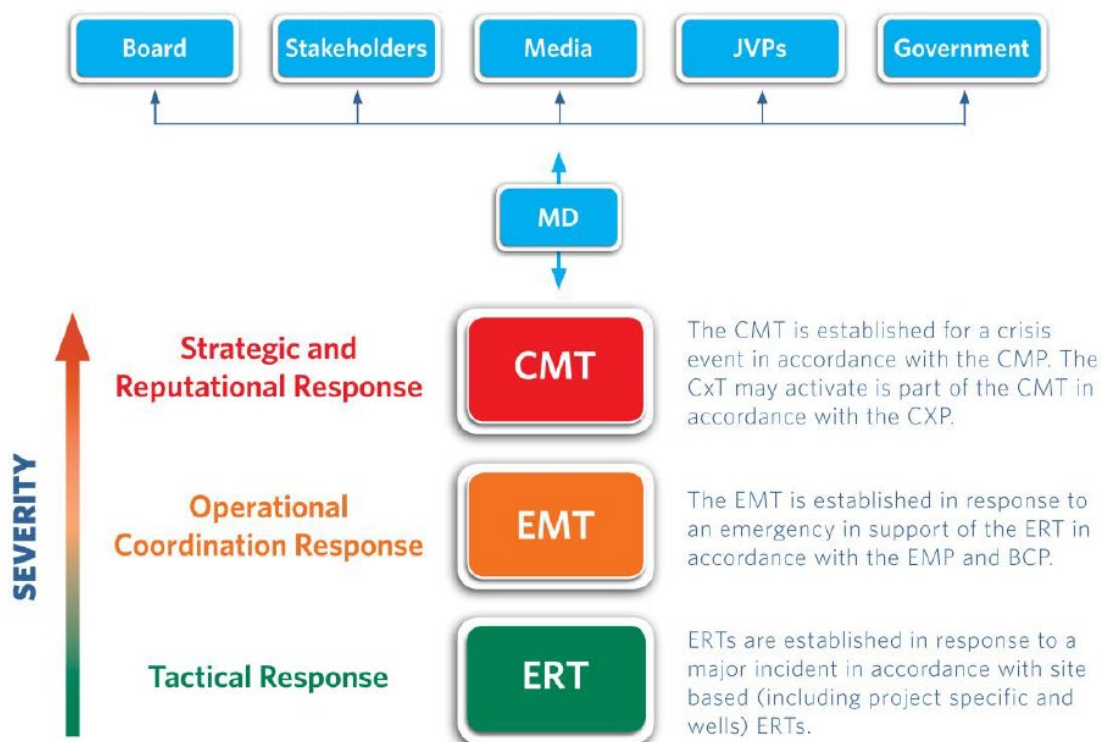 Board
Stakeholders
Media
JVPs
Government
MD
SEVERITY
Strategic and
Reputational Response
CMT
The CMT is established for a crisis
event in accordance with the CMP. The
CxT may activate is part of the CMT in
accordance with the CXP.
Operational
Coordination Response
EMT
The EMT is established in response to
an emergency in support of the ERT in
accordance with the EMP and BCP.
Tactical Response
ERT
ERTs are established in response to a
major incident in accordance with site
based (including project specific and
wells) ERTs.